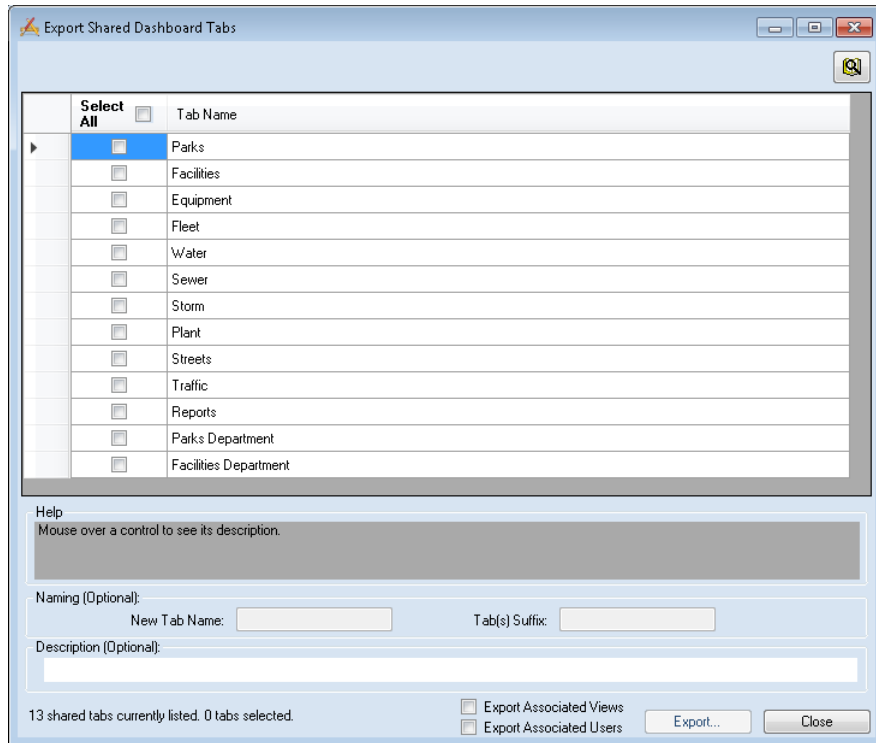 Export Shared Dashboard Tabs
Select
All
Tab Name
Parks
Facilities
Equipment
Fleet
Water
Sewer
Storm
Plant
Streets
Traffic
Reports
Parks Department
Facilities Department
Help
Mouse over a control to see its description.
Naming (Optional):
New Tab Name:
Tab(s) Suffix:
Description (Optional):
13 shared tabs currently listed. 0 tabs selected.
Export Associated Views
Export Associated Users
Export...
Close